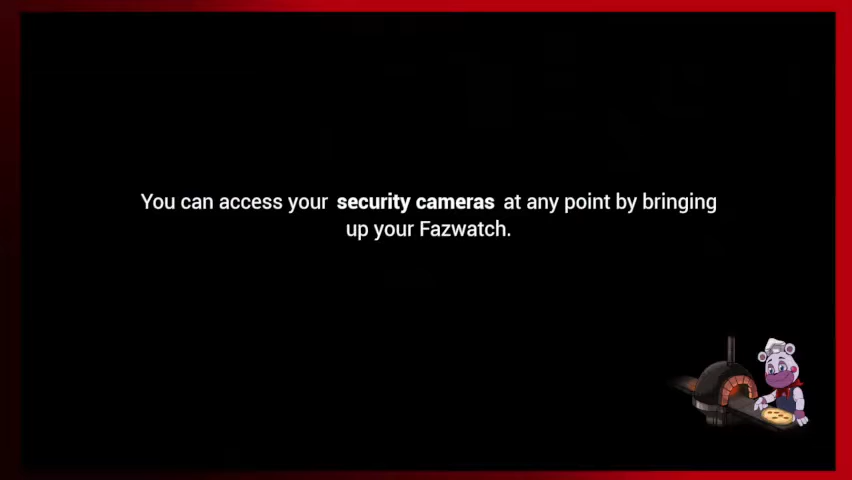 You can access your security cameras at any point by bringing
up your Fazwatch.